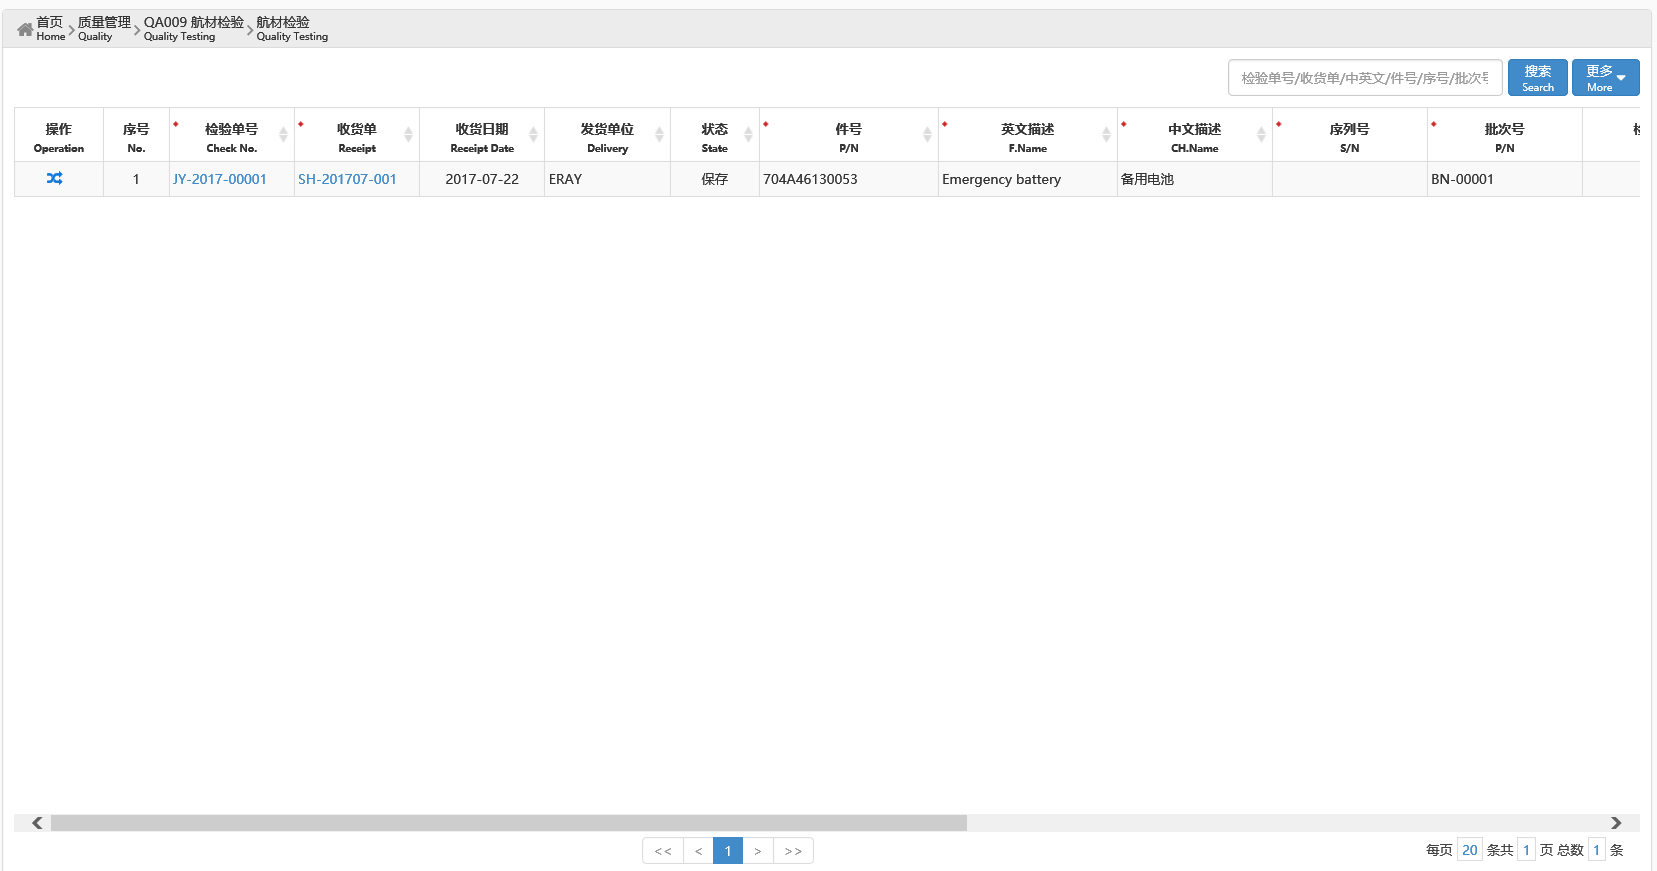 首页 质量管理 QA009 航材检验 航材检验
Home Quality Quality Testing Quality Testing
检验单号/收货单/中英文/件号/序号/批次号
搜索
Search
更多
More
操作 序号 检验单号 收货单 收货日期 发货单位 状态 件号 英文描述 中文描述 序列号 批次号
Operation No. Check No. Receipt Receipt Date Delivery State P/N F.Name CH.Name S/N P/N
1 JY-2017-00001 SH-201707-001 2017-07-22 ERAY 保存 704A46130053 Emergency battery 备用电池 BN-00001
<< < 1 > >>
每页 20 条共 1 页 总数 1 条